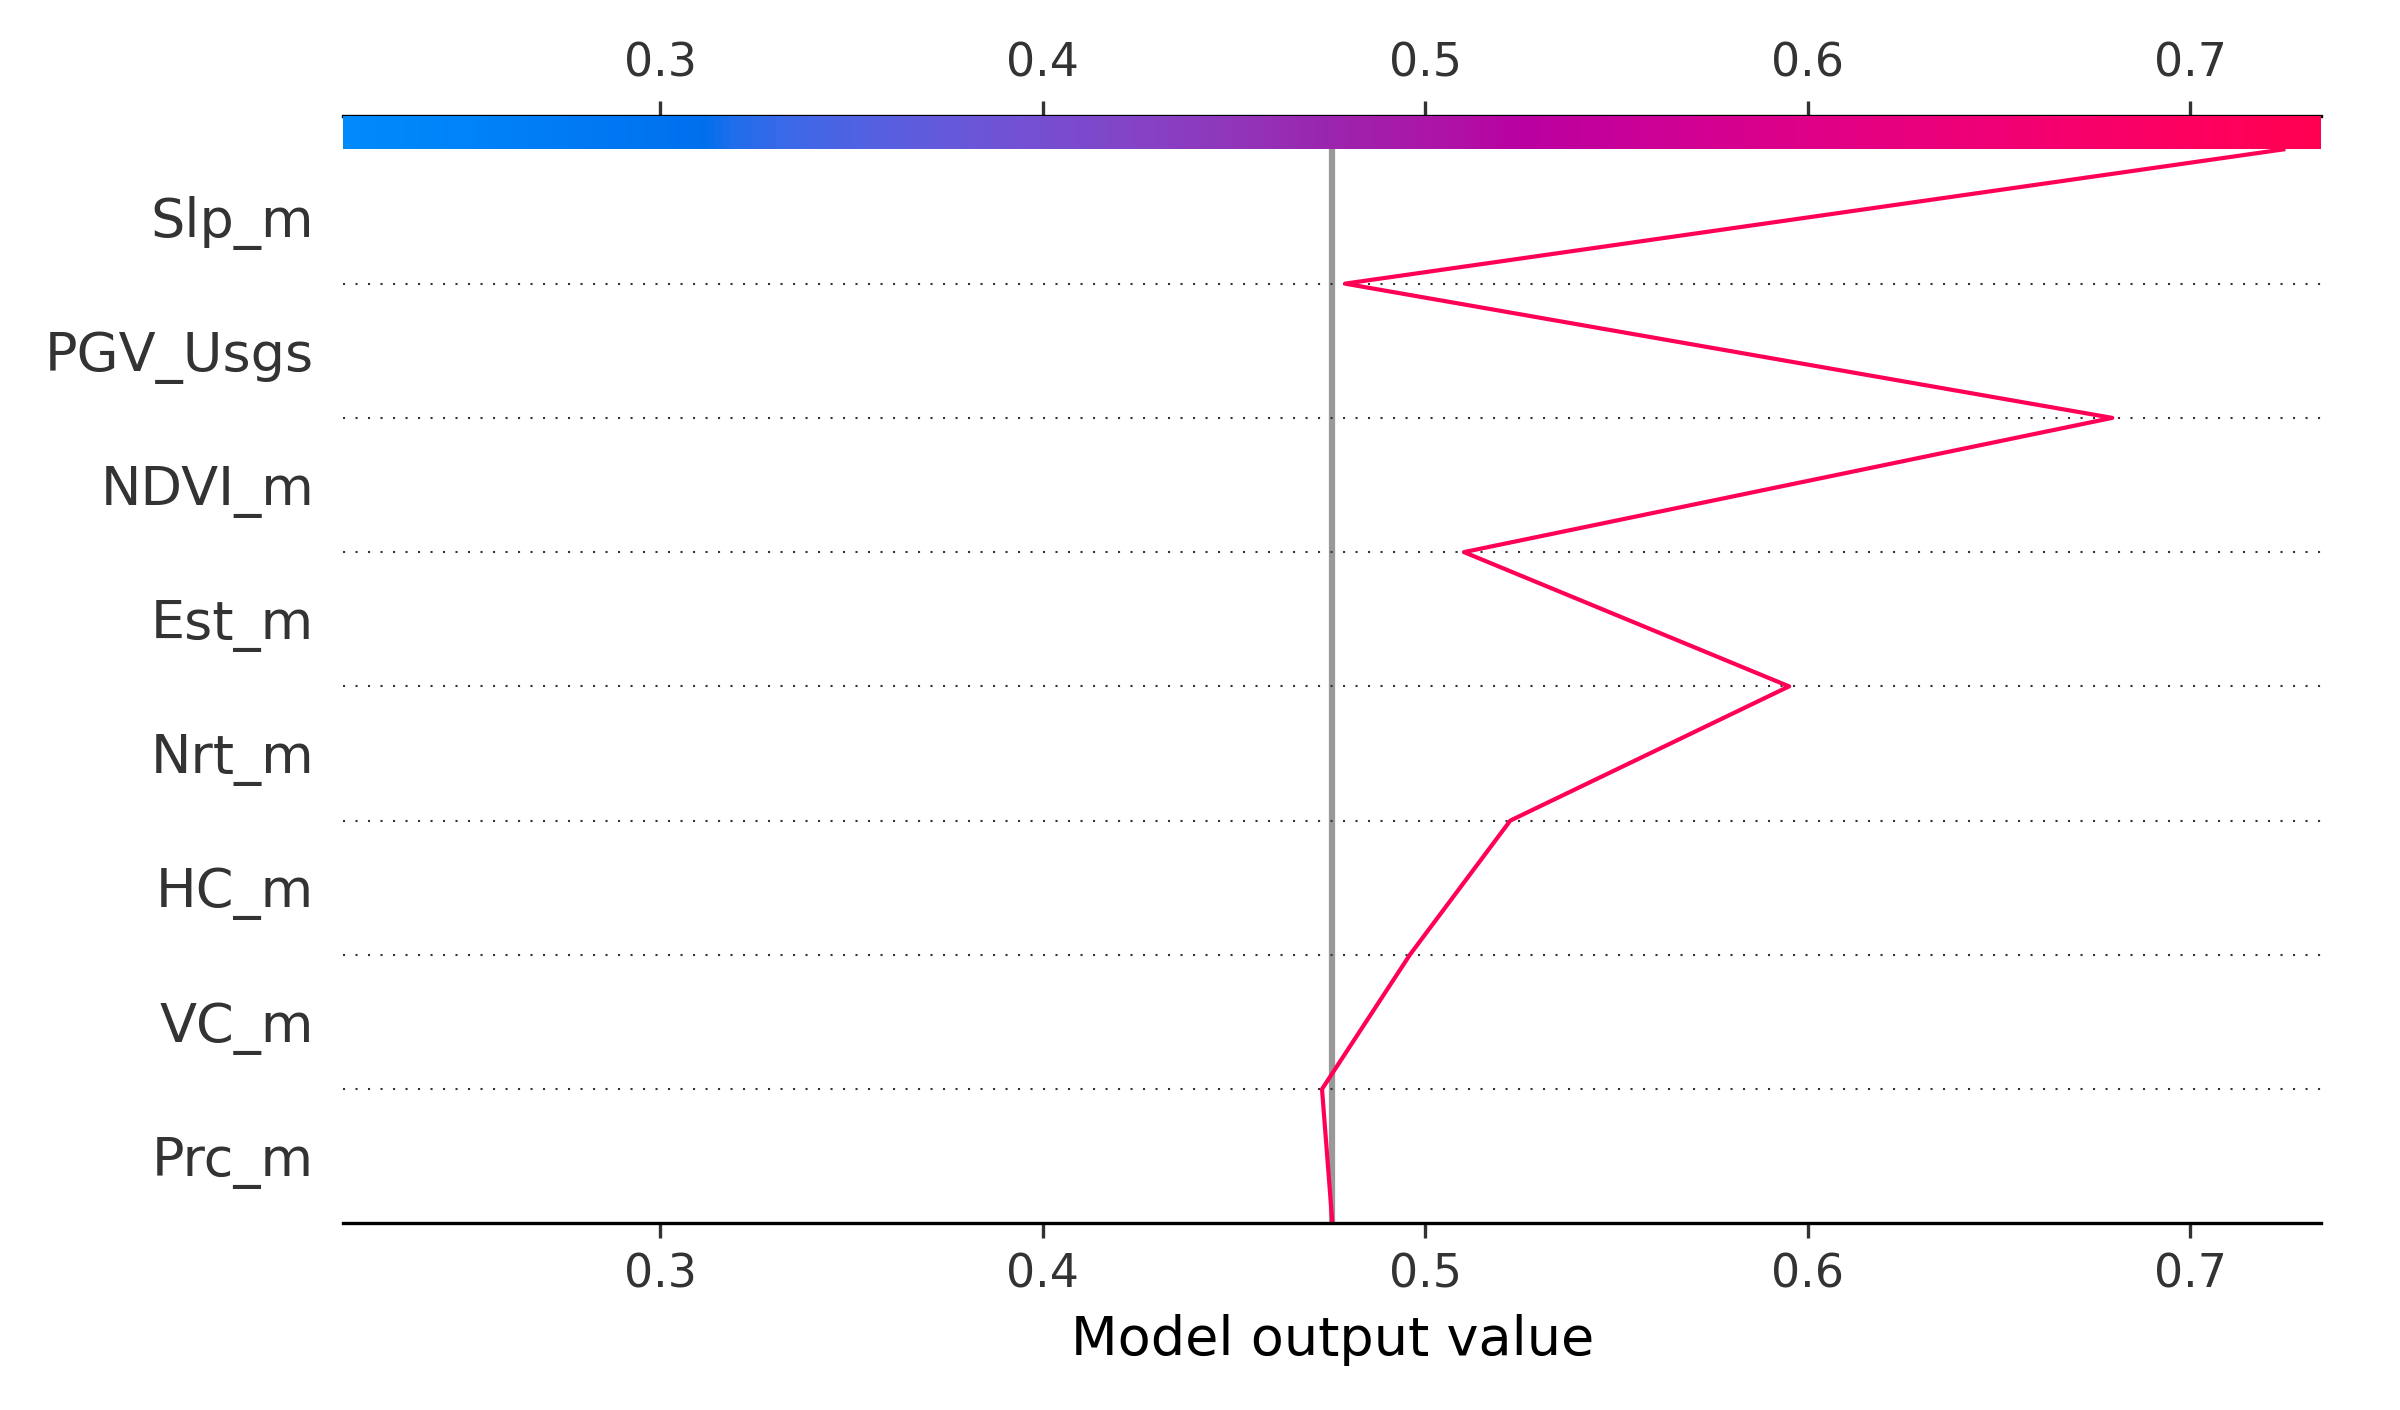 0.3 0.4 0.5 0.6 0.7
Slp_m
PGV_Usgs
NDVI_m
Est_m
Nrt_m
HC_m
VC_m
Prc_m
0.3 0.4 0.5 0.6 0.7
Model output value